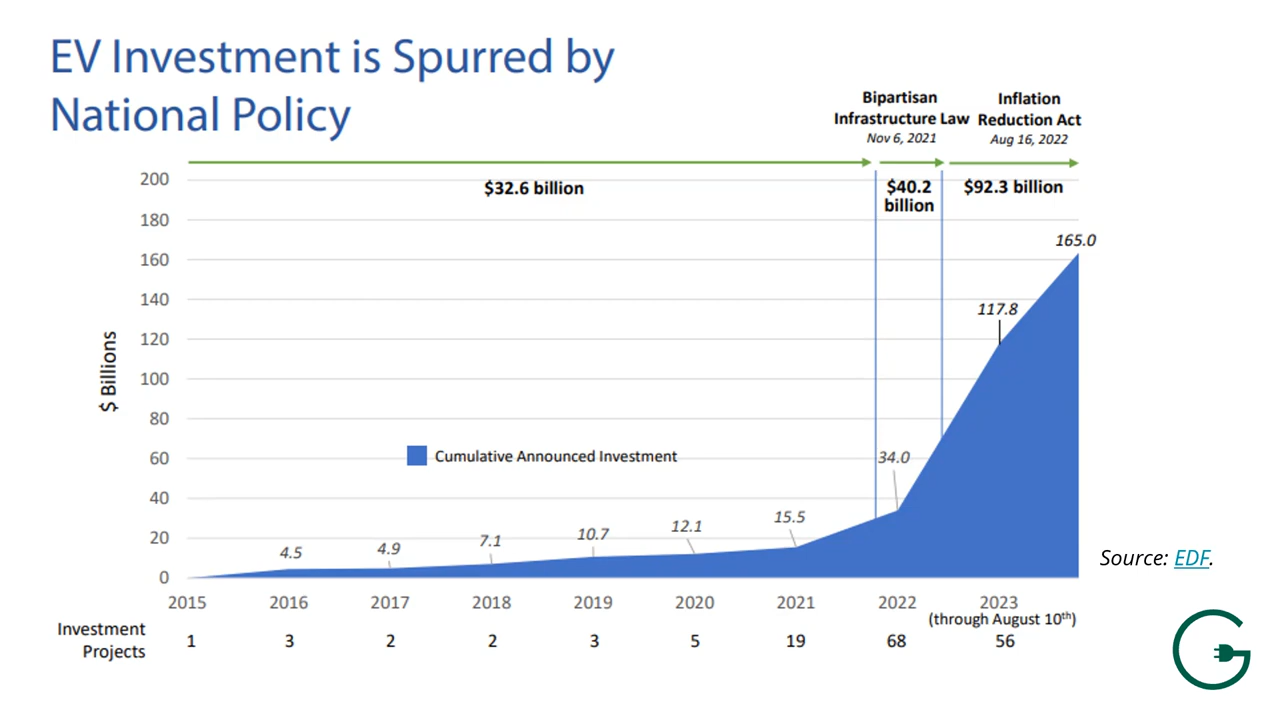 EV Investment is Spurred by
National Policy
Bipartisan
Infrastructure Law
Nov 6, 2021
Inflation
Reduction Act
Aug 16, 2022
$32.6 billion
$40.2
billion
$92.3 billion
$ Billions
200
180
160
140
120
100
80
60
40
20
0
165.0
117.8
34.0
15.5
12.1
10.7
7.1
4.9
4.5
Cumulative Announced Investment
2015 2016 2017 2018 2019 2020 2021 2022 2023
(through August 10th)
Investment
Projects
1 3 2 2 3 5 19 68 56
Source: EDF.
G